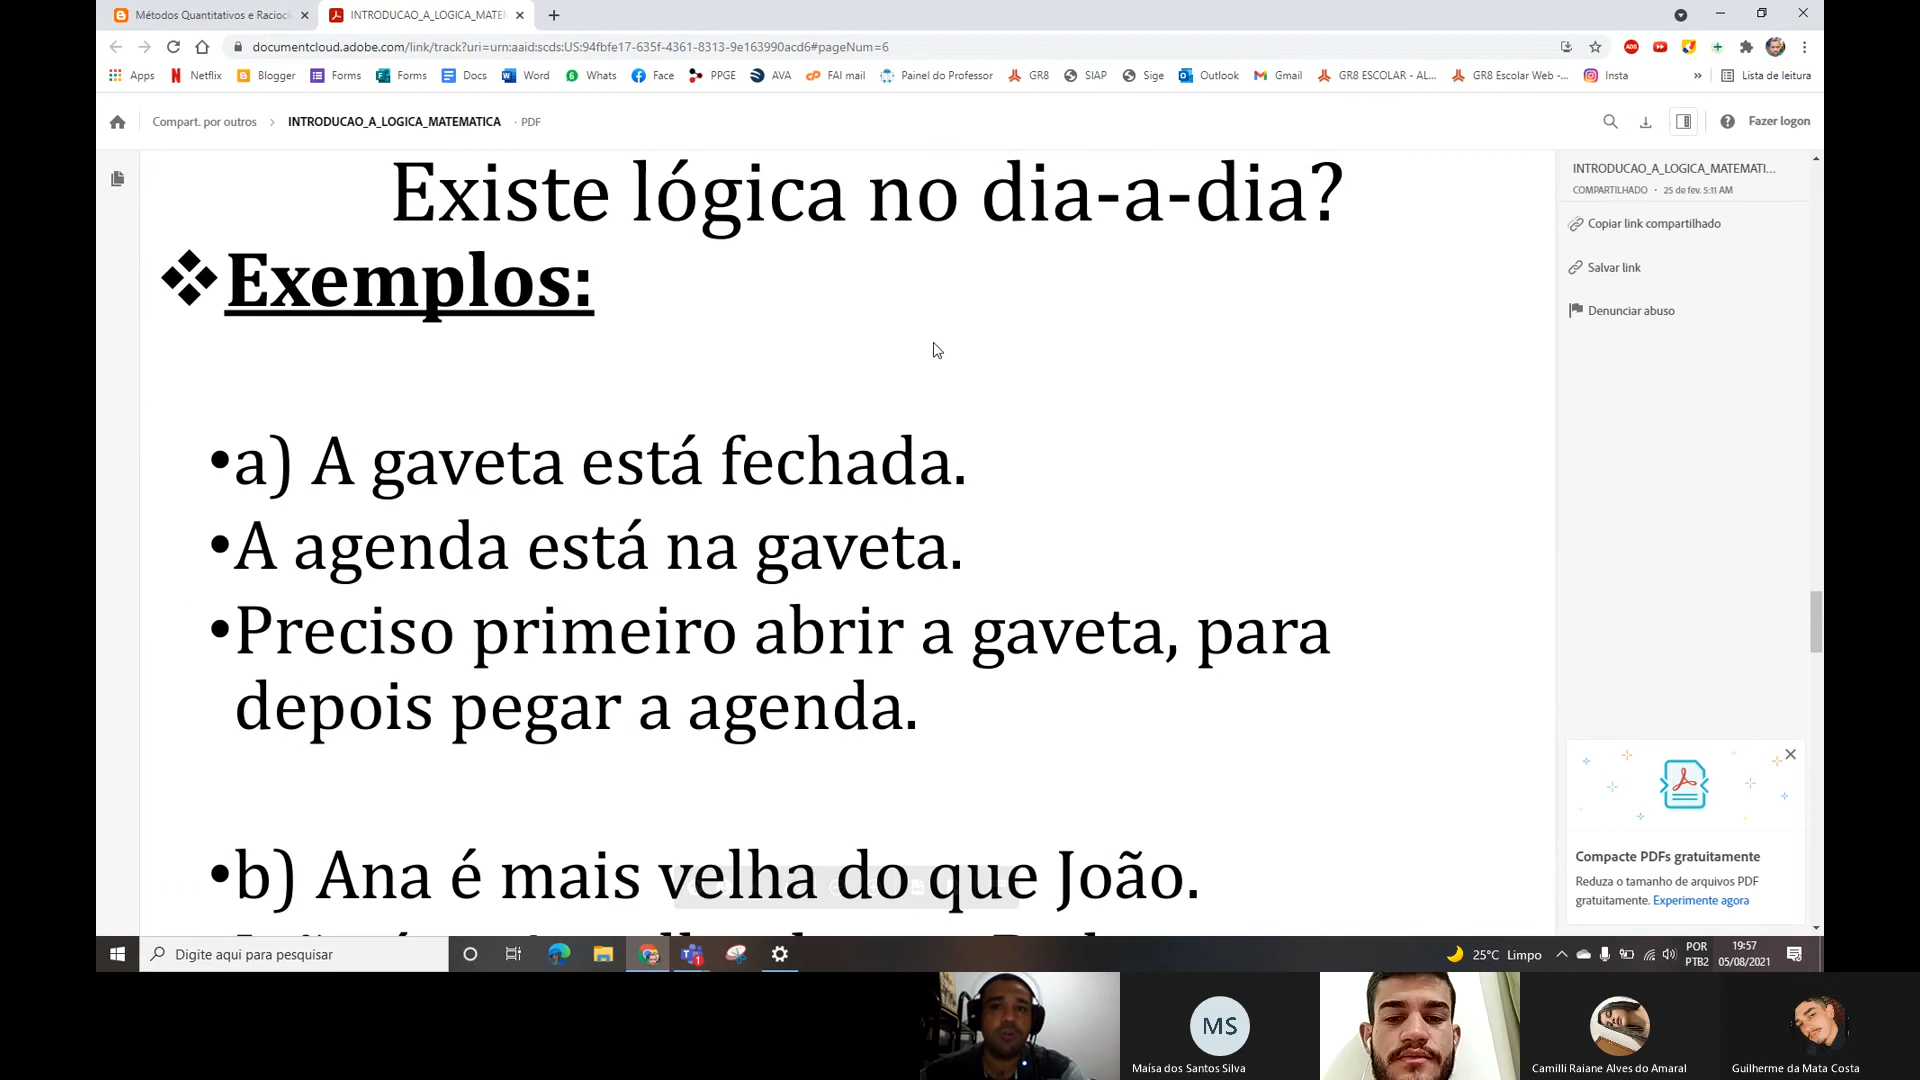 Métodos Quantitativos e Racioci
INTRODUCAO_A_LOGICA_MATEM
documentcloud.adobe.com/link/track?uri=urn:aaid:scds:US:94fbfe17-635f-4361-8313-9e163990acd6#pageNum=6
Apps Netflix Blogger Forms Forms Docs Word Whats Face PPGE AVA FAI mail Painel do Professor GR8 SIAP Sige Outlook Gmail GR8 ESCOLAR - AL... GR8 Escolar Web -... Insta » Lista de leitura
Compart. por outros > INTRODUCAO_A_LOGICA_MATEMATICA · PDF
Fazer logon
Existe lógica no dia-a-dia?
❖Exemplos:
•a) A gaveta está fechada.
•A agenda está na gaveta.
•Preciso primeiro abrir a gaveta, para
depois pegar a agenda.
•b) Ana é mais velha do que João.
INTRODUCAO_A_LOGICA_MATEMATI...
COMPARTILHADO · 25 de fev. 5:11 AM
Copiar link compartilhado
Salvar link
Denunciar abuso
Compacte PDFs gratuitamente
Reduza o tamanho de arquivos PDF
gratuitamente. Experimente agora
Digite aqui para pesquisar
25°C Limpo
POR
PTB2
19:57
05/08/2021
MS
Maísa dos Santos Silva
Camilli Raiane Alves do Amaral
Guilherme da Mata Costa